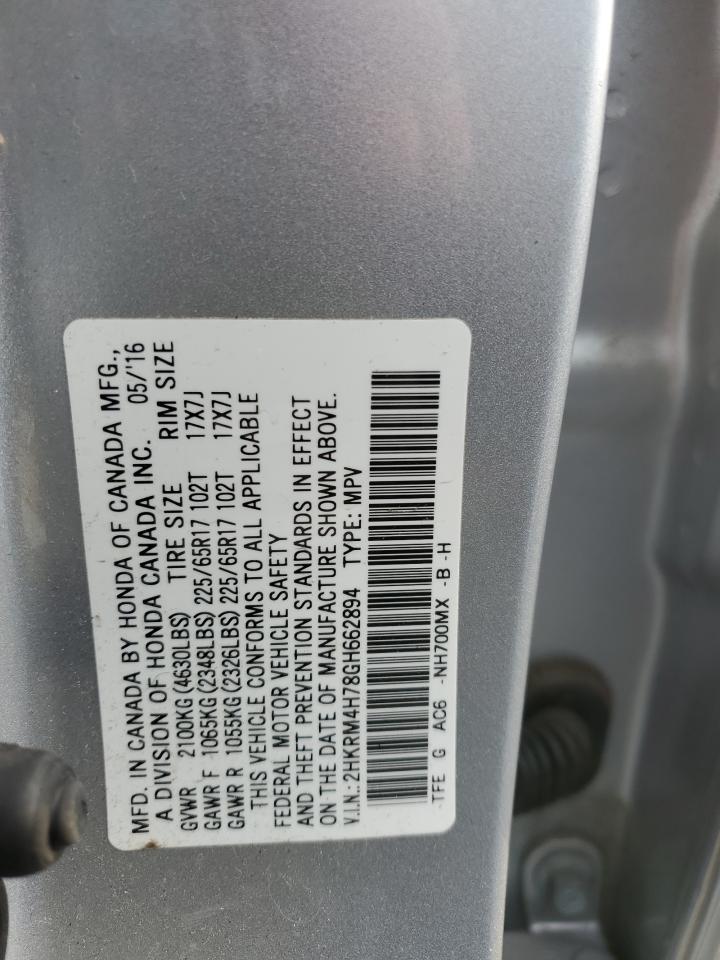 MFD. IN CANADA BY HONDA OF CANADA MFG.,
A DIVISION OF HONDA CANADA INC. 05/'16
GVWR 2100KG (4630LBS) TIRE SIZE RIM SIZE
GAWR F 1065KG (2348LBS) 225/65R17 102T 17X7J
GAWR R 1055KG (2326LBS) 225/65R17 102T 17X7J
THIS VEHICLE CONFORMS TO ALL APPLICABLE
FEDERAL MOTOR VEHICLE SAFETY
AND THEFT PREVENTION STANDARDS IN EFFECT
ON THE DATE OF MANUFACTURE SHOWN ABOVE.
V.I.N.: 2HKRM4H78GH662894 TYPE: MPV
-TFE G AC6 -NH700MX -B -H